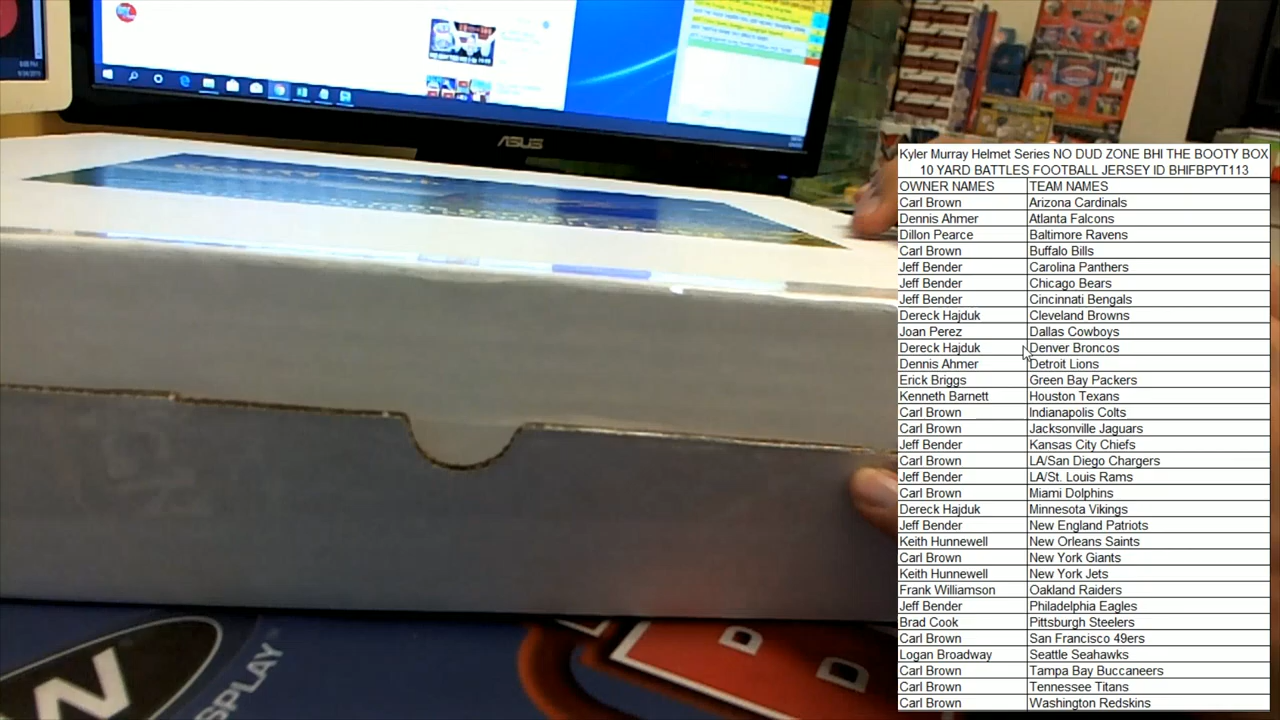 ASUS
Kyler Murray Helmet Series NO DUD ZONE BHI THE BOOTY BOX
10 YARD BATTLES FOOTBALL JERSEY ID BHIFBPYT113
OWNER NAMES TEAM NAMES
Carl Brown Arizona Cardinals
Dennis Ahmer Atlanta Falcons
Dillon Pearce Baltimore Ravens
Carl Brown Buffalo Bills
Jeff Bender Carolina Panthers
Jeff Bender Chicago Bears
Jeff Bender Cincinnati Bengals
Dereck Hajduk Cleveland Browns
Joan Perez Dallas Cowboys
Dereck Hajduk Denver Broncos
Dennis Ahmer Detroit Lions
Erick Briggs Green Bay Packers
Kenneth Barnett Houston Texans
Carl Brown Indianapolis Colts
Carl Brown Jacksonville Jaguars
Jeff Bender Kansas City Chiefs
Carl Brown LA/San Diego Chargers
Jeff Bender LA/St. Louis Rams
Carl Brown Miami Dolphins
Dereck Hajduk Minnesota Vikings
Jeff Bender New England Patriots
Keith Hunnewell New Orleans Saints
Carl Brown New York Giants
Keith Hunnewell New York Jets
Frank Williamson Oakland Raiders
Jeff Bender Philadelphia Eagles
Brad Cook Pittsburgh Steelers
Carl Brown San Francisco 49ers
Logan Broadway Seattle Seahawks
Carl Brown Tampa Bay Buccaneers
Carl Brown Tennessee Titans
Carl Brown Washington Redskins